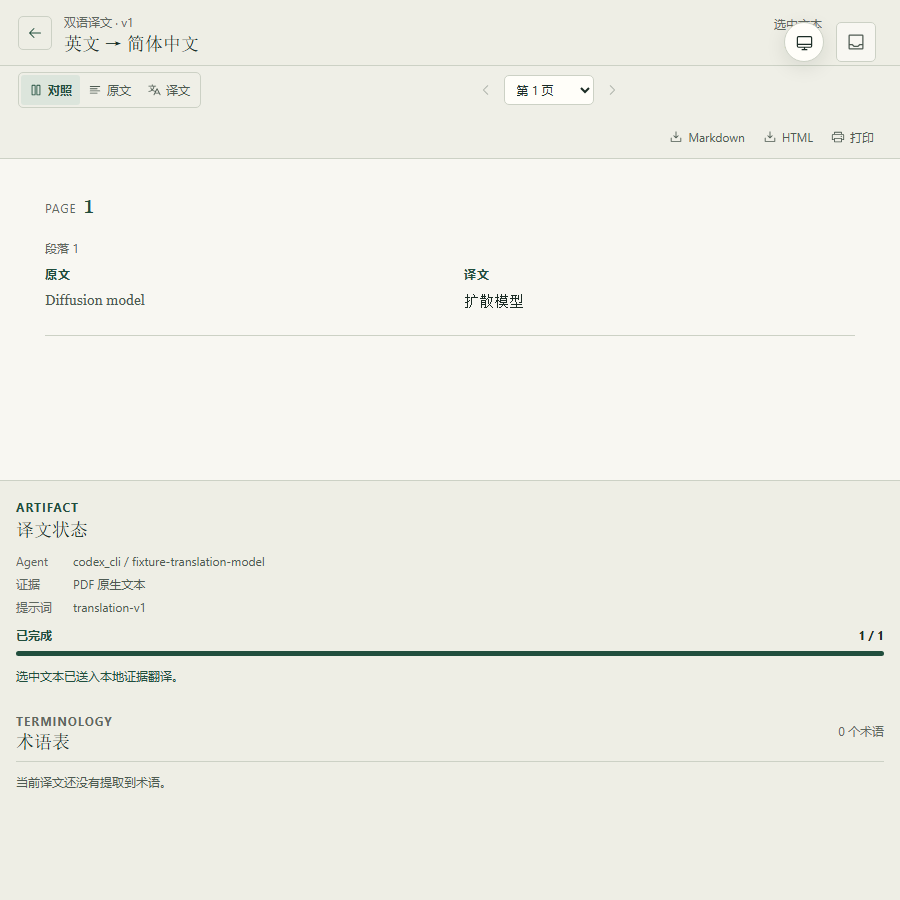 双语译文 · v1
英文 → 简体中文
选中文本
对照 原文 译文
第 1 页
Markdown HTML 打印
PAGE 1
段落 1
原文 译文
Diffusion model 扩散模型
ARTIFACT
译文状态
Agent codex_cli / fixture-translation-model
证据 PDF 原生文本
提示词 translation-v1
已完成 1 / 1
选中文本已送入本地证据翻译。
TERMINOLOGY
术语表
0 个术语
当前译文还没有提取到术语。